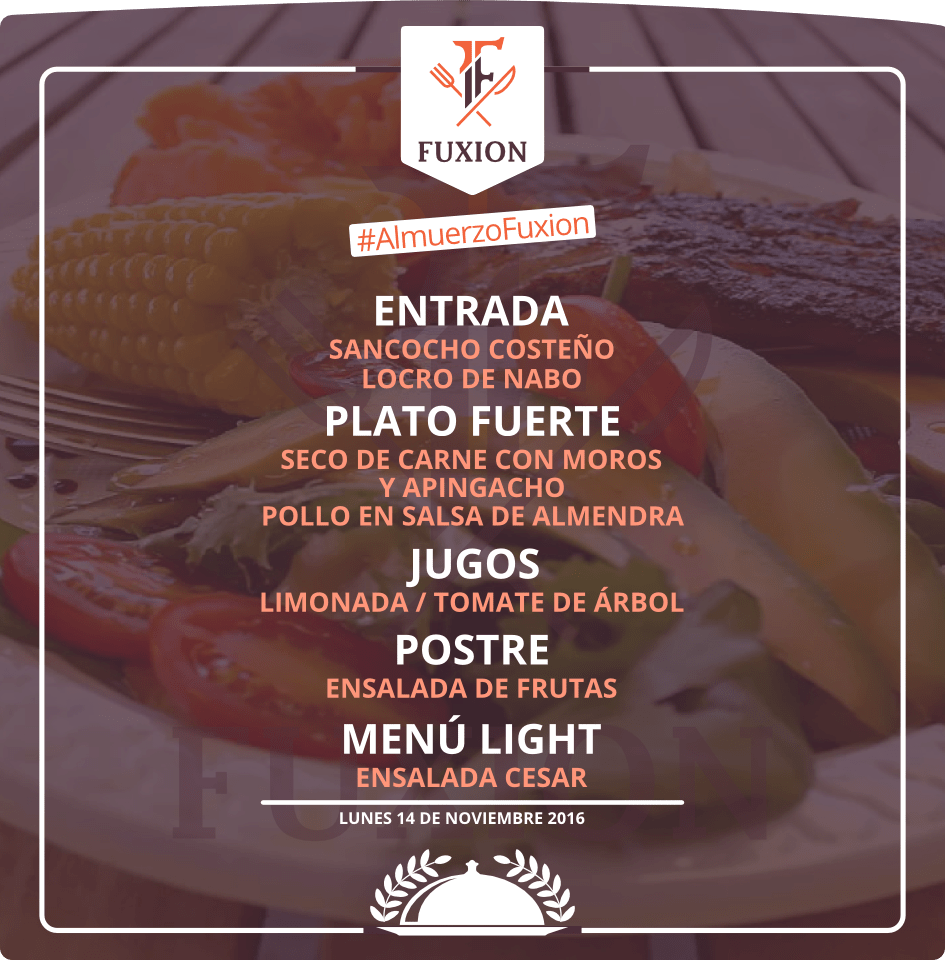 FUXION
#AlmuerzoFuxion
ENTRADA
SANCOCHO COSTEÑO
LOCRO DE NABO
PLATO FUERTE
SECO DE CARNE CON MOROS
Y APINGACHO
POLLO EN SALSA DE ALMENDRA
JUGOS
LIMONADA / TOMATE DE ÁRBOL
POSTRE
ENSALADA DE FRUTAS
MENÚ LIGHT
ENSALADA CESAR
FUXION
LUNES 14 DE NOVIEMBRE 2016